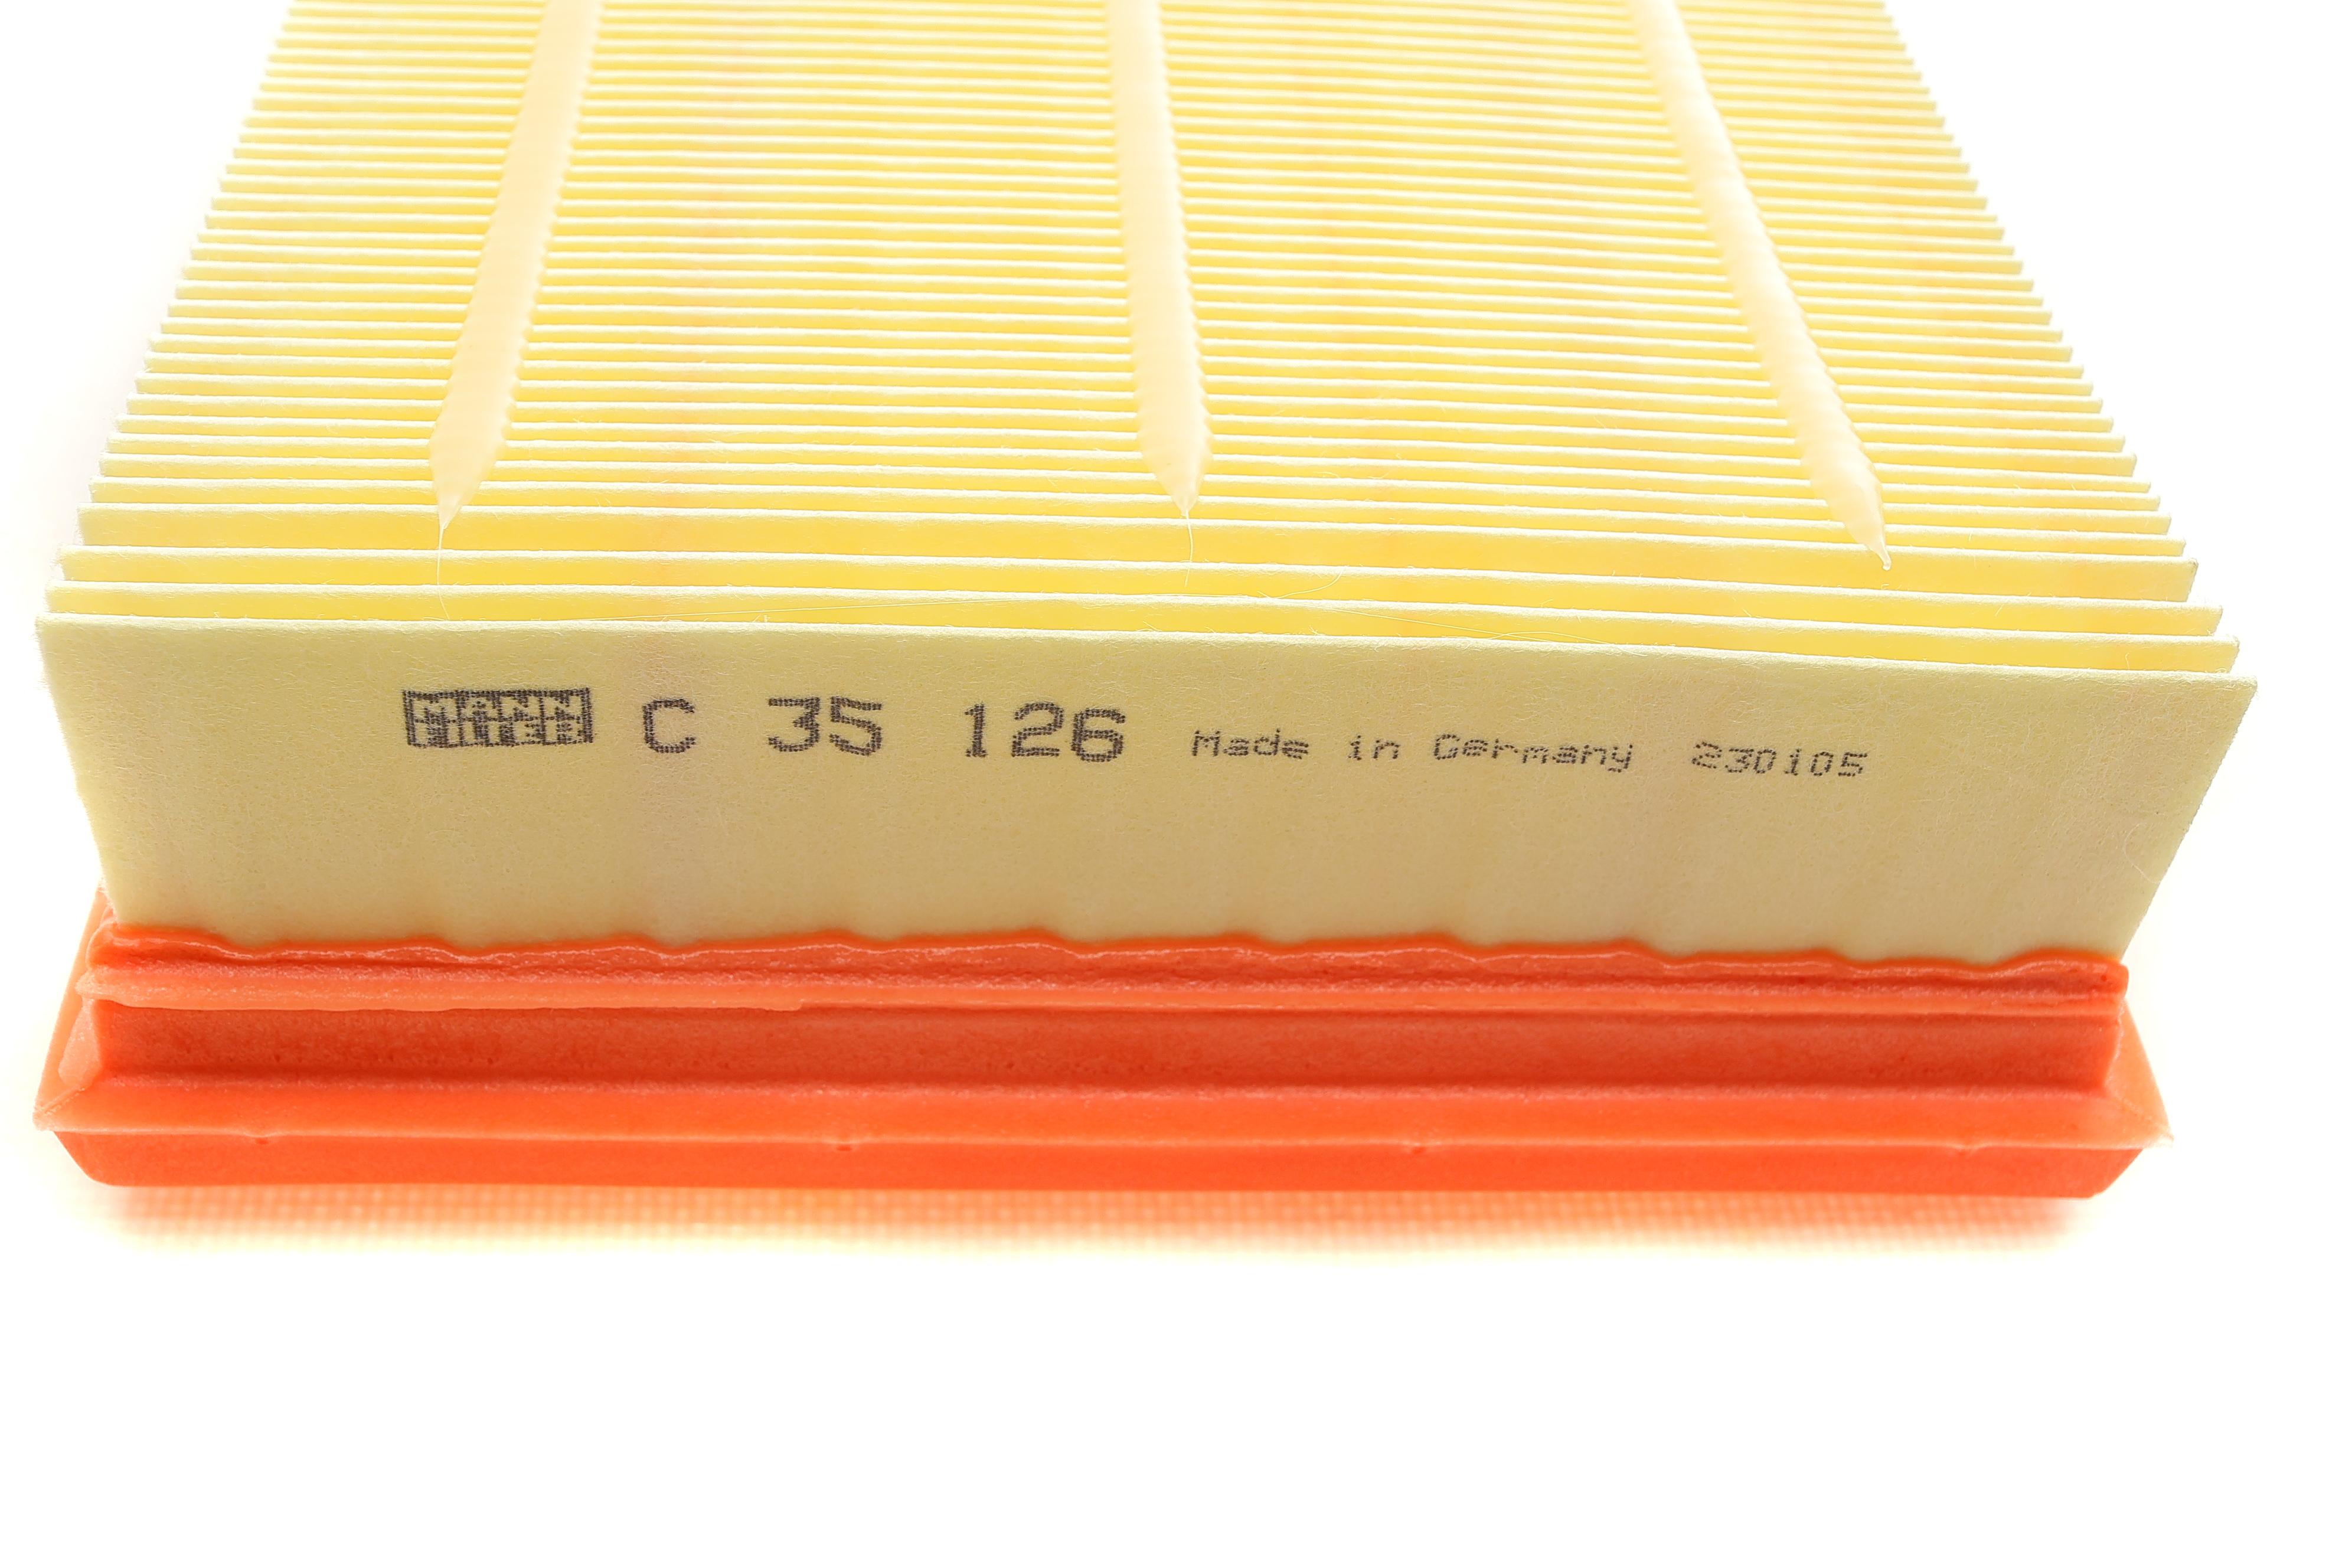 MANN FILTER C 35 126 Made in Germany 230105